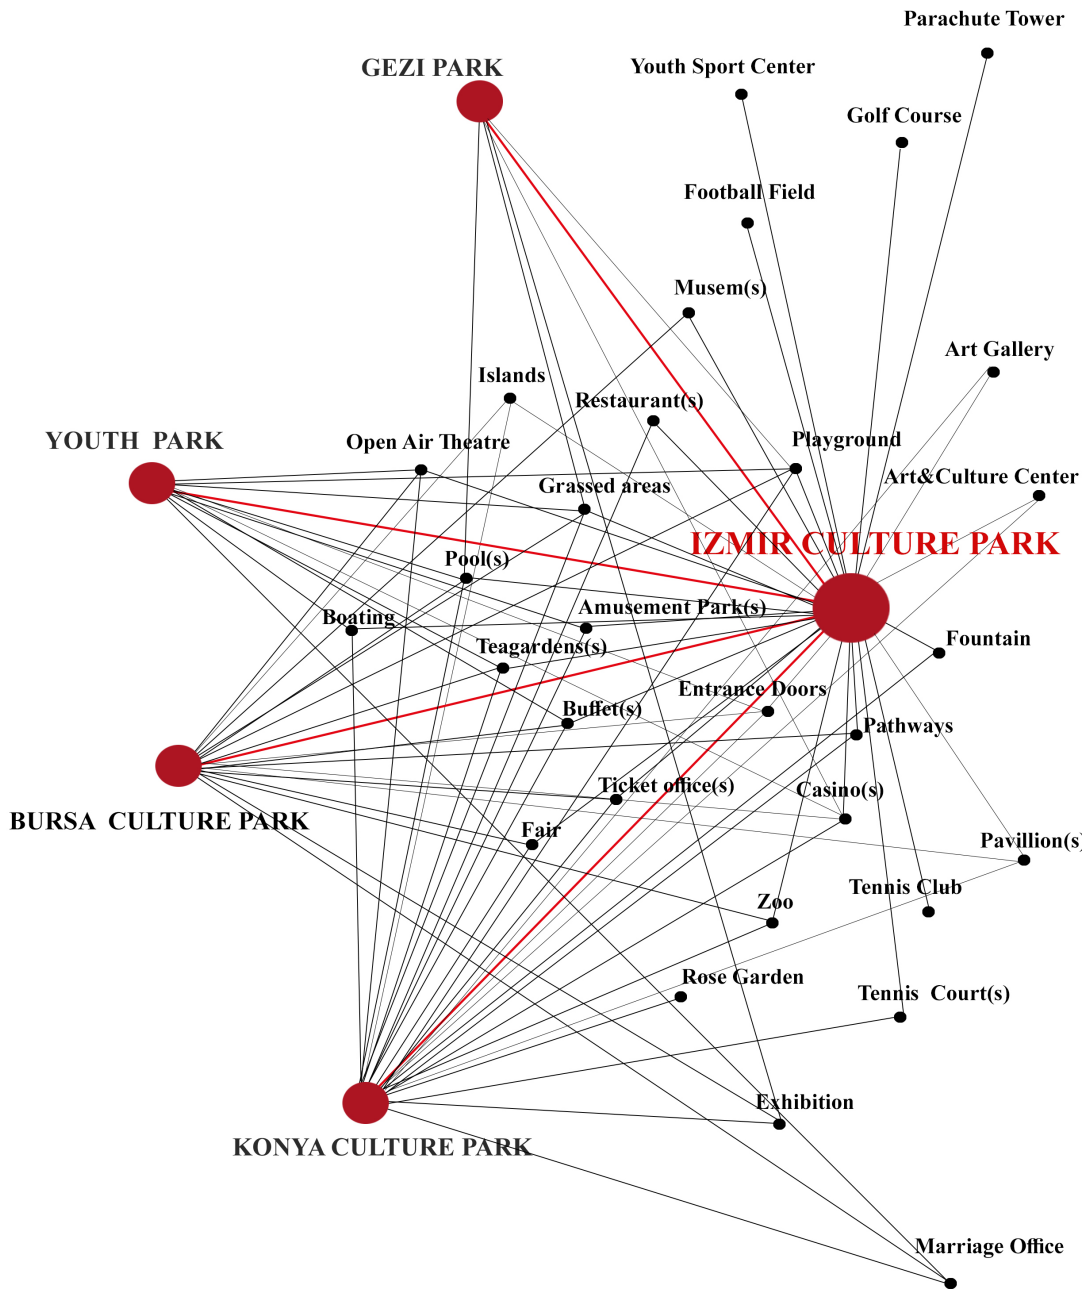 Parachute Tower
GEZI PARK
Youth Sport Center
Golf Course
Football Field
Musem(s)
Art Gallery
Islands
Restaurant(s)
YOUTH PARK
Open Air Theatre
Playground
Art&Culture Center
Grassed areas
IZMIR CULTURE PARK
Pool(s)
Boating
Amusement Park(s)
Teagardens(s)
Fountain
Entrance Doors
Buffet(s)
Pathways
Ticket office(s)
Casino(s)
BURSA CULTURE PARK
Fair
Pavillion(s)
Tennis Club
Zoo
Rose Garden
Tennis Court(s)
Exhibition
KONYA CULTURE PARK
Marriage Office